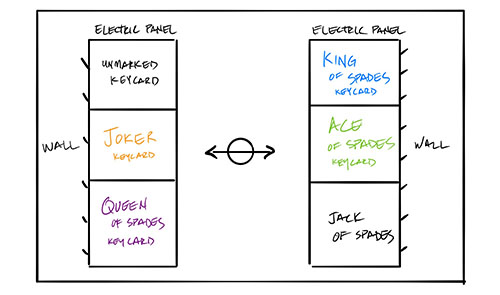 ELECTRIC PANEL
UNMARKED
KEYCARD
JOKER
KEYCARD
QUEEN
OF SPADES
KEYCARD
WALL
ELECTRIC PANEL
KING
OF SPADES
KEYCARD
ACE
OF SPADES
KEYCARD
JACK
OF SPADES
WALL